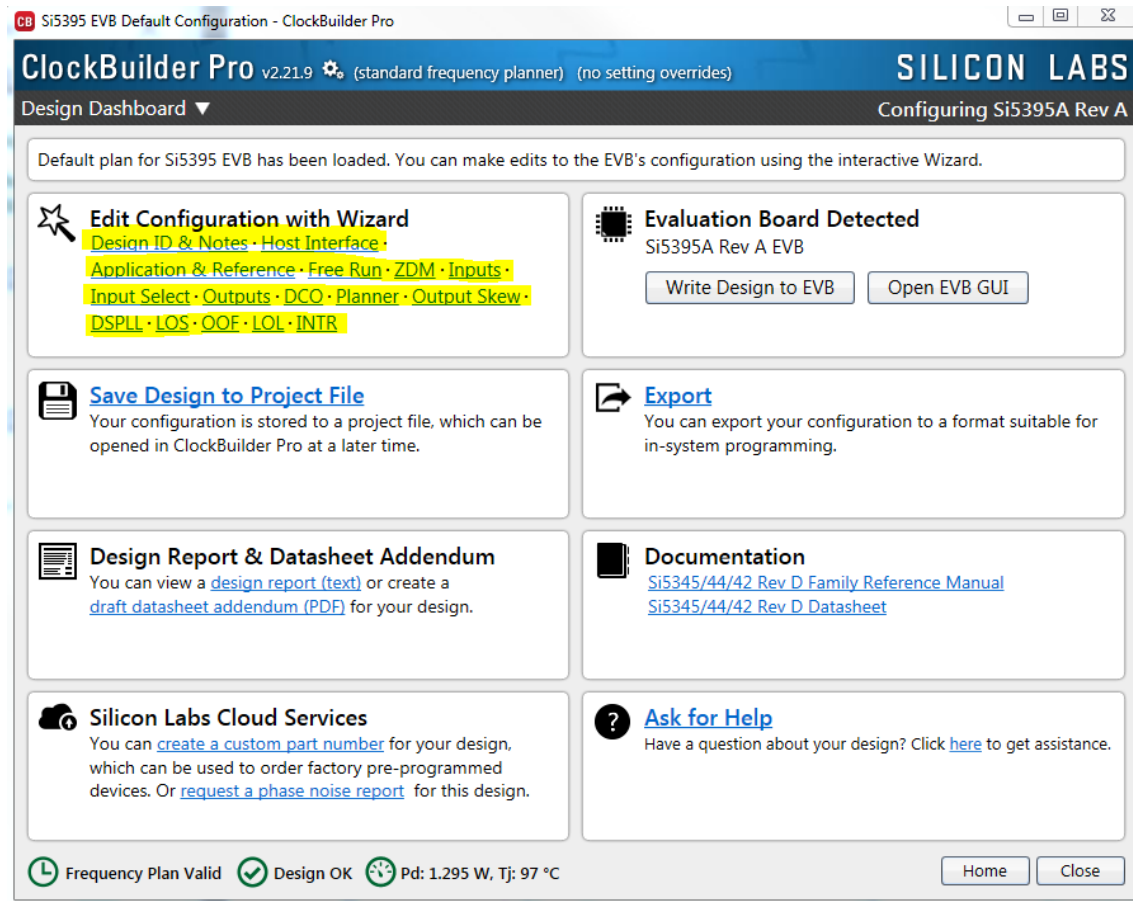 CB Si5395 EVB Default Configuration - ClockBuilder Pro
ClockBuilder Pro v2.21.9 (standard frequency planner) (no setting overrides)
SILICON LABS
Design Dashboard ▼
Configuring Si5395A Rev A
Default plan for Si5395 EVB has been loaded. You can make edits to the EVB's configuration using the interactive Wizard.
Edit Configuration with Wizard
Design ID & Notes · Host Interface ·
Application & Reference · Free Run · ZDM · Inputs ·
Input Select · Outputs · DCO · Planner · Output Skew ·
DSPLL · LOS · OOF · LOL · INTR
Evaluation Board Detected
Si5395A Rev A EVB
Write Design to EVB
Open EVB GUI
Save Design to Project File
Your configuration is stored to a project file, which can be
opened in ClockBuilder Pro at a later time.
Export
You can export your configuration to a format suitable for
in-system programming.
Design Report & Datasheet Addendum
You can view a design report (text) or create a
draft datasheet addendum (PDF) for your design.
Documentation
Si5345/44/42 Rev D Family Reference Manual
Si5345/44/42 Rev D Datasheet
Silicon Labs Cloud Services
You can create a custom part number for your design,
which can be used to order factory pre-programmed
devices. Or request a phase noise report for this design.
? Ask for Help
Have a question about your design? Click here to get assistance.
Frequency Plan Valid
Design OK
Pd: 1.295 W, Tj: 97 °C
Home
Close